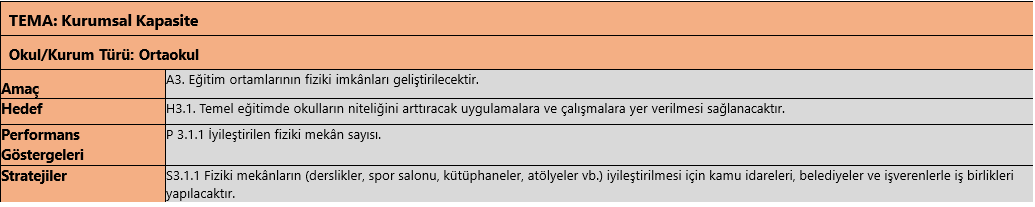 TEMA: Kurumsal Kapasite
Okul/Kurum Türü: Ortaokul
Amaç
A3. Eğitim ortamlarının fiziki imkânları geliştirilecektir.
Hedef
H3.1. Temel eğitimde okulların niteliğini arttıracak uygulamalara ve çalışmalara yer verilmesi sağlanacaktır.
Performans
Göstergeleri
P 3.1.1 İyileştirilen fiziki mekân sayısı.
Stratejiler
S3.1.1 Fiziki mekânların (derslikler, spor salonu, kütüphaneler, atölyeler vb.) iyileştirilmesi için kamu idareleri, belediyeler ve işverenlerle iş birlikleri
yapılacaktır.